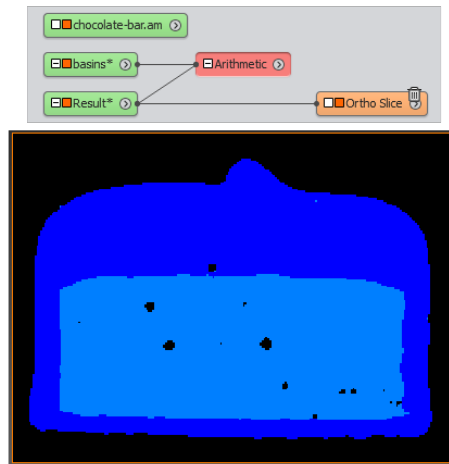 chocolate-bar.am
basins*
Arithmetic
Result*
Ortho Slice